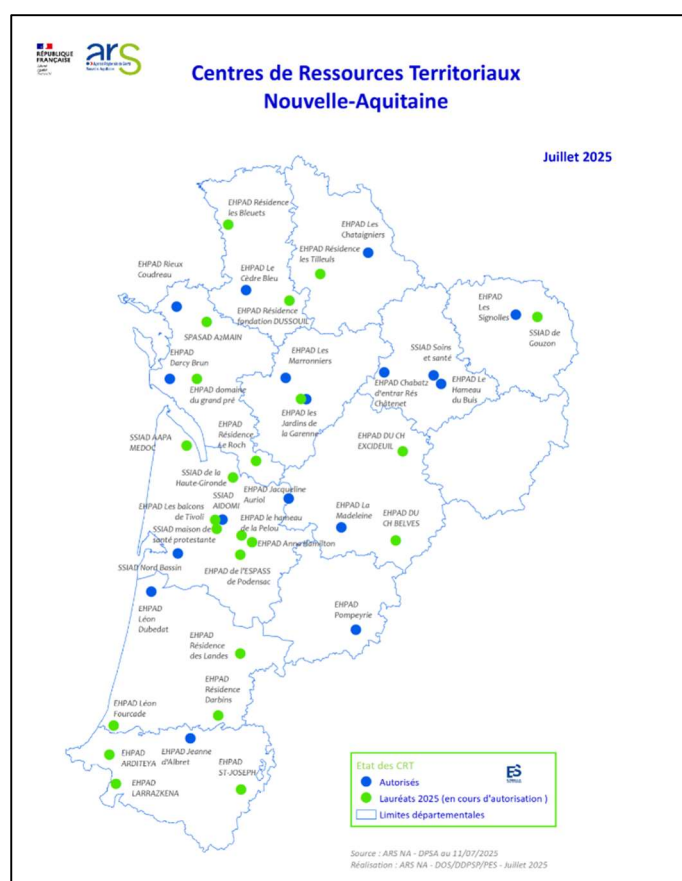 RÉPUBLIQUE
FRANÇAISE
ars
Centres de Ressources Territoriaux
Nouvelle-Aquitaine
Juillet 2025
EHPAD Résidence
les Bleuets
EHPAD Les
Chataigniers
EHPAD Résidence
les Tilleuls
EHPAD Rieux
Coudreau
EHPAD Le
Cèdre Bleu
EHPAD Résidence
fondation DUSSOUIL
EHPAD
Les
Signolles
SSIAD de
Gouzon
SPASAD A2MAIN
EHPAD
Darcy Brun
EHPAD Les
Marronniers
SSIAD Soins
et santé
EHPAD domaine
du grand pré
EHPAD Chabatz
d'entrar Rés
Châtenet
EHPAD Le
Hameau
du Buis
EHPAD les
Jardins de
la Garenne
EHPAD
Résidence
Le Roch
SSIAD AAPA
MEDOC
EHPAD DU CH
EXCIDEUIL
SSIAD de la
Haute-Gironde
EHPAD Jacqueline
Auriol
SSIAD
AIDOMI
EHPAD Les balcons
de Tivoli
EHPAD La
Madeleine
EHPAD DU
CH BELVES
EHPAD le hameau
de la Pelou
SSIAD maison de
santé protestante
EHPAD Anna Hamilton
SSIAD Nord Bassin
EHPAD de l'ESPASS
de Podensac
EHPAD
Léon
Dubedat
EHPAD
Pompeyrie
EHPAD
Résidence
des Landes
EHPAD
Résidence
Darbins
EHPAD Léon
Fourcade
EHPAD
ARDITEYA
EHPAD Jeanne
d'Albret
EHPAD
ST-JOSEPH
EHPAD
LARRAZKENA
Etat des CRT
Autorisés
Lauréats 2025 (en cours d'autorisation )
Limites départementales
Source : ARS NA - DPSA au 11/07/2025
Réalisation : ARS NA - DOS/DDPSP/PES - Juillet 2025